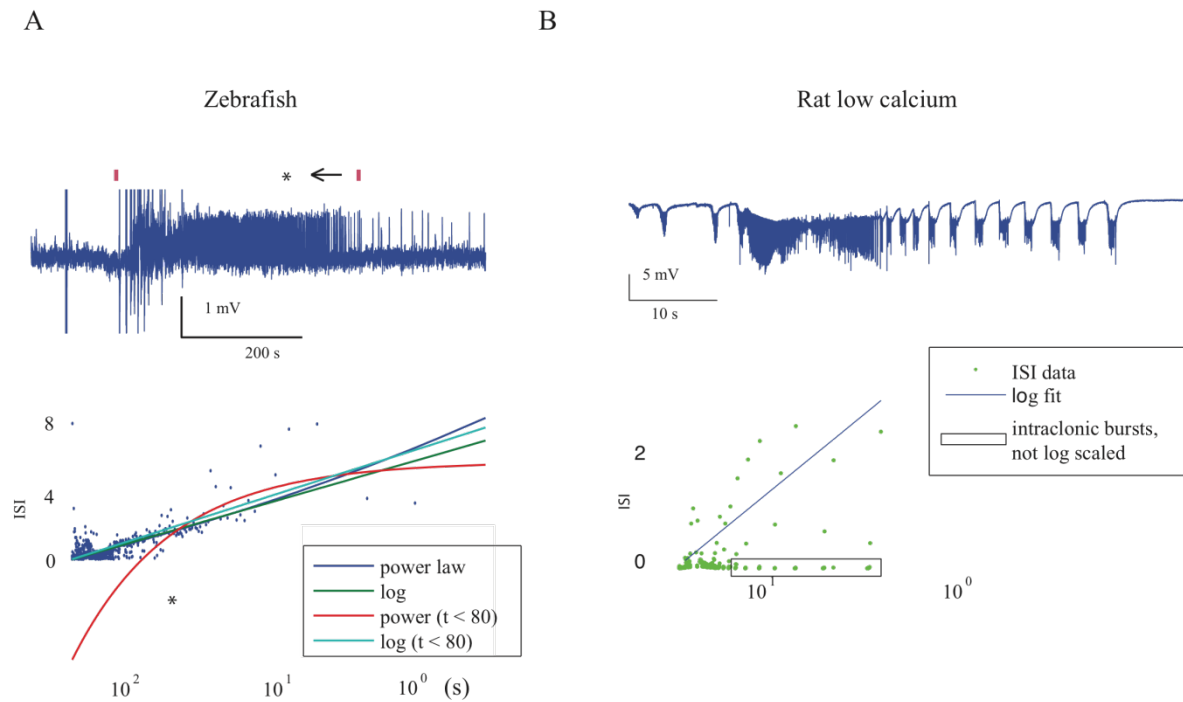 A
B
Zebrafish
Rat low calcium
*
1 mV
200 s
5 mV
10 s
8
4
0
ISI
*
power law
log
power (t < 80)
log (t < 80)
10²
10¹
10⁰
(s)
ISI data
log fit
intraclonic bursts,
not log scaled
2
0
ISI
10¹
10⁰